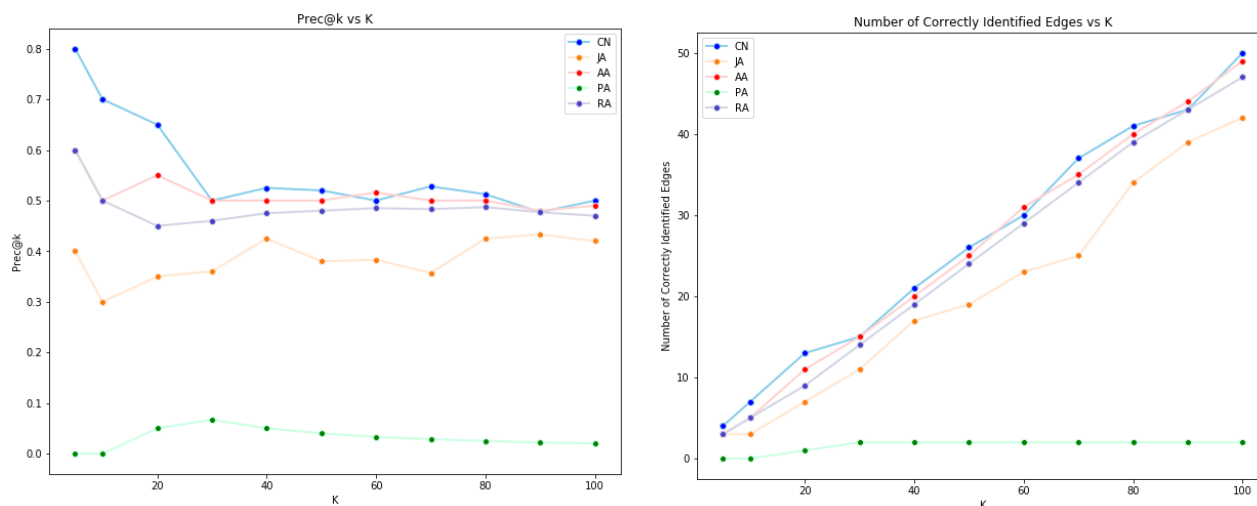 Prec@k vs K
Prec@k
0.8
0.7
0.6
0.5
0.4
0.3
0.2
0.1
0.0
20
40
60
80
100
K
CN
JA
AA
PA
RA
Number of Correctly Identified Edges vs K
Number of Correctly Identified Edges
50
40
30
20
10
0
20
40
60
80
100
K
CN
JA
AA
PA
RA